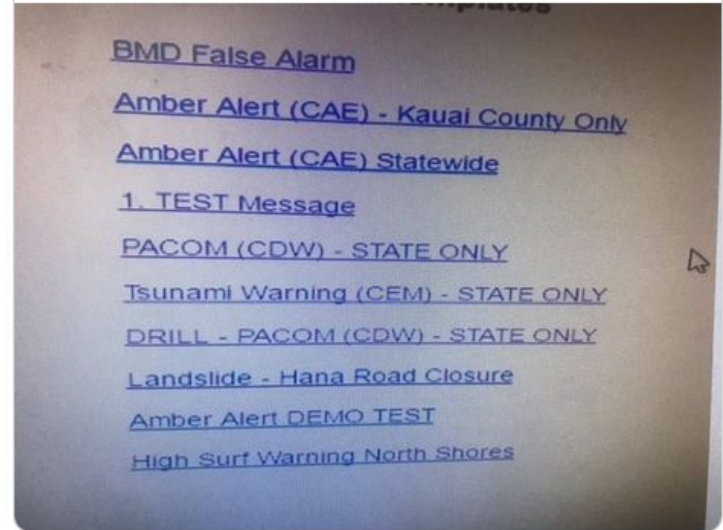 BMD False Alarm
Amber Alert (CAE) - Kauai County Only
Amber Alert (CAE) Statewide
1. TEST Message
PACOM (CDW) - STATE ONLY
Tsunami Warning (CEM) - STATE ONLY
DRILL - PACOM (CDW) - STATE ONLY
Landslide - Hana Road Closure
Amber Alert DEMO TEST
High Surf Warning North Shores